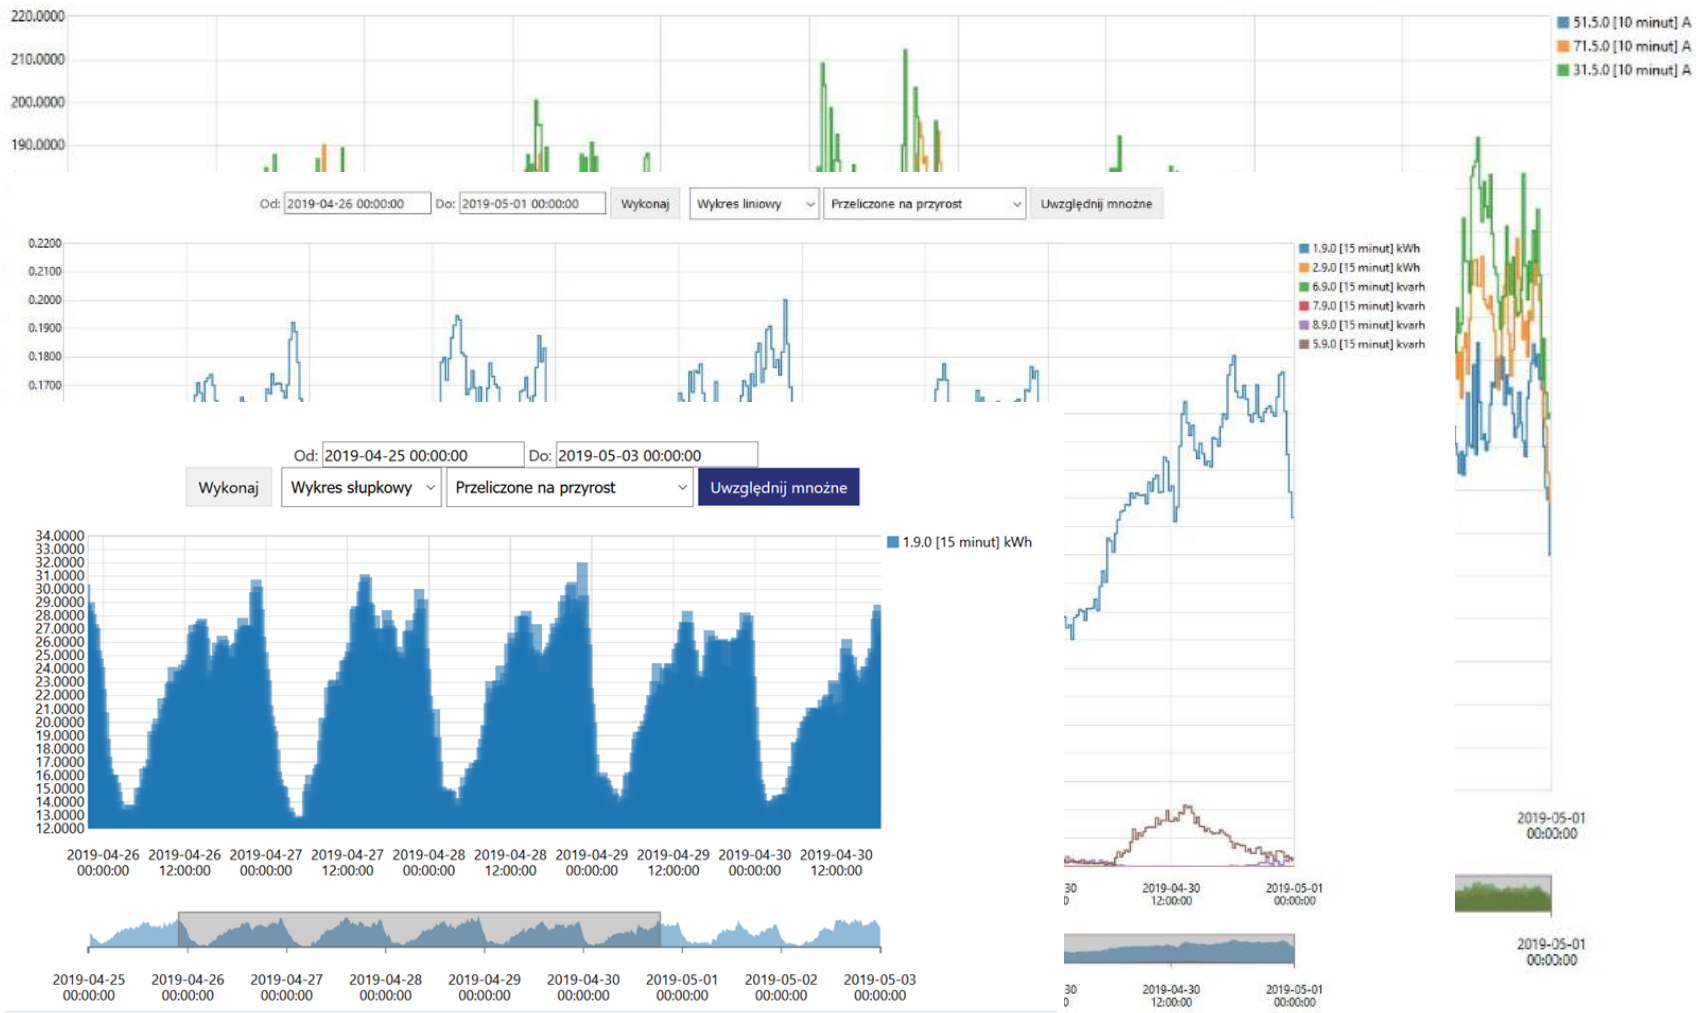 220.0000
210.0000
200.0000
190.0000
51.5.0 [10 minut] A
71.5.0 [10 minut] A
31.5.0 [10 minut] A
Od: 2019-04-26 00:00:00 Do: 2019-05-01 00:00:00 Wykonaj Wykres liniowy Przeliczone na przyrost Uwzględnij mnożne
0.2200
0.2100
0.2000
0.1900
0.1800
0.1700
1.9.0 [15 minut] kWh
2.9.0 [15 minut] kWh
6.9.0 [15 minut] kvarh
7.9.0 [15 minut] kvarh
8.9.0 [15 minut] kvarh
5.9.0 [15 minut] kvarh
Od: 2019-04-25 00:00:00 Do: 2019-05-03 00:00:00
Wykonaj Wykres słupkowy Przeliczone na przyrost Uwzględnij mnożne
34.0000
33.0000
32.0000
31.0000
30.0000
29.0000
28.0000
27.0000
26.0000
25.0000
24.0000
23.0000
22.0000
21.0000
20.0000
19.0000
18.0000
17.0000
16.0000
15.0000
14.0000
13.0000
12.0000
1.9.0 [15 minut] kWh
2019-04-26 2019-04-26 2019-04-27 2019-04-27 2019-04-28 2019-04-28 2019-04-29 2019-04-29 2019-04-30 2019-04-30
00:00:00 12:00:00 00:00:00 12:00:00 00:00:00 12:00:00 00:00:00 12:00:00 00:00:00 12:00:00
2019-04-25 2019-04-26 2019-04-27 2019-04-28 2019-04-29 2019-04-30 2019-05-01 2019-05-02 2019-05-03
00:00:00 00:00:00 00:00:00 00:00:00 00:00:00 00:00:00 00:00:00 00:00:00 00:00:00
30 2019-04-30 2019-05-01
0 12:00:00 00:00:00
30 2019-04-30 2019-05-01
0 12:00:00 00:00:00
2019-05-01
00:00:00
2019-05-01
00:00:00